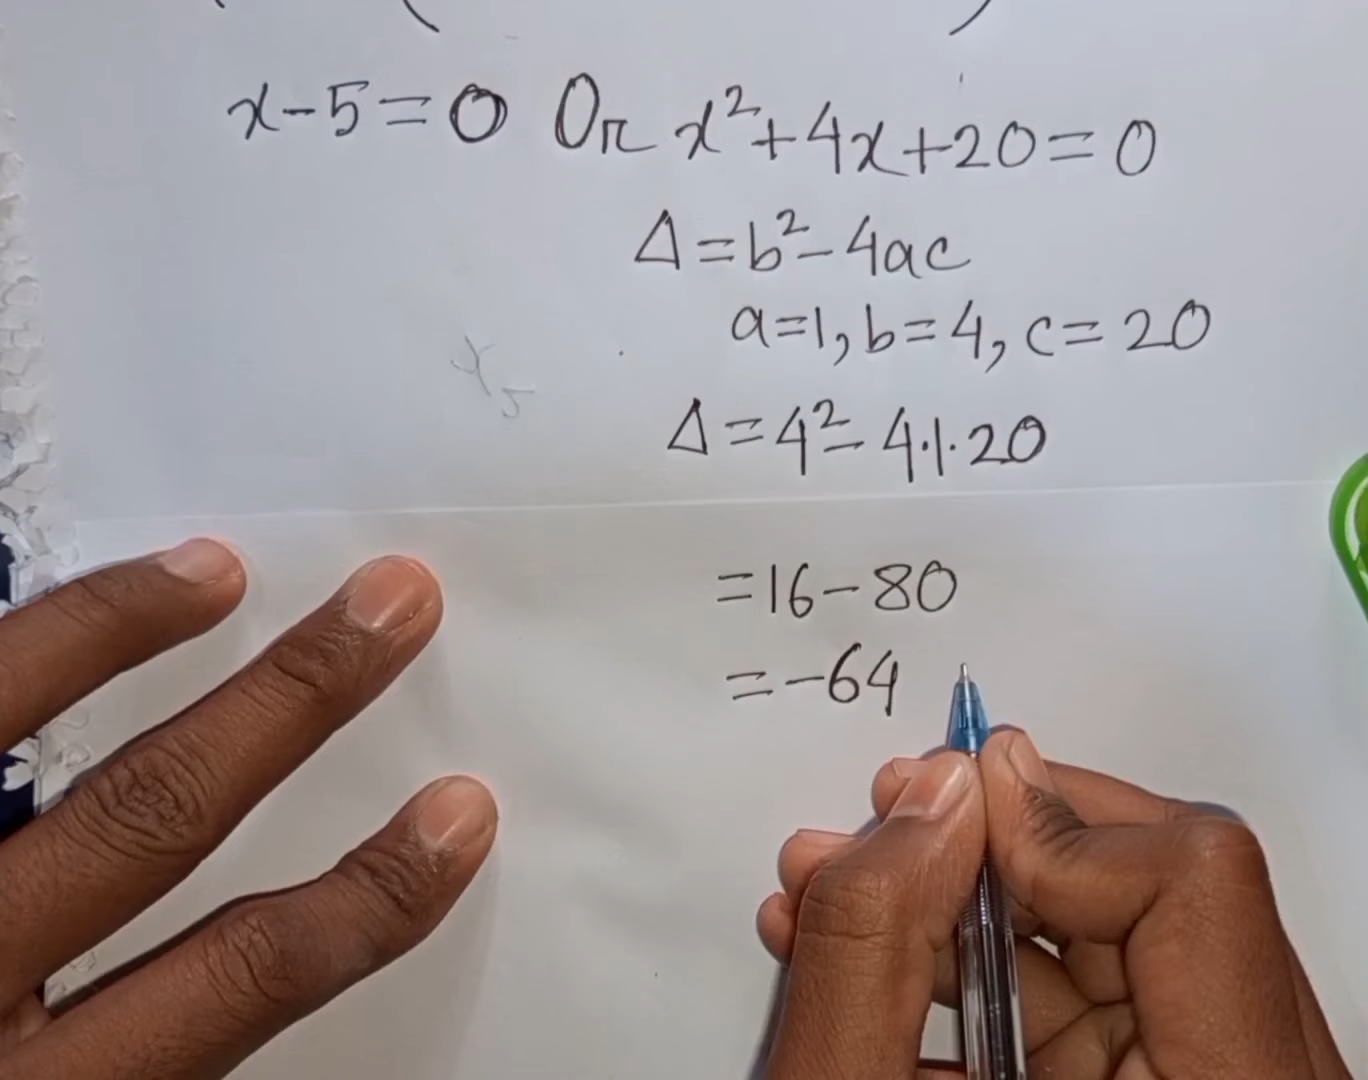 x-5=0 Or x²+4x+20=0
Δ=b²-4ac
a=1, b=4, c=20
Δ=4²-4·1·20
=16-80
=-64